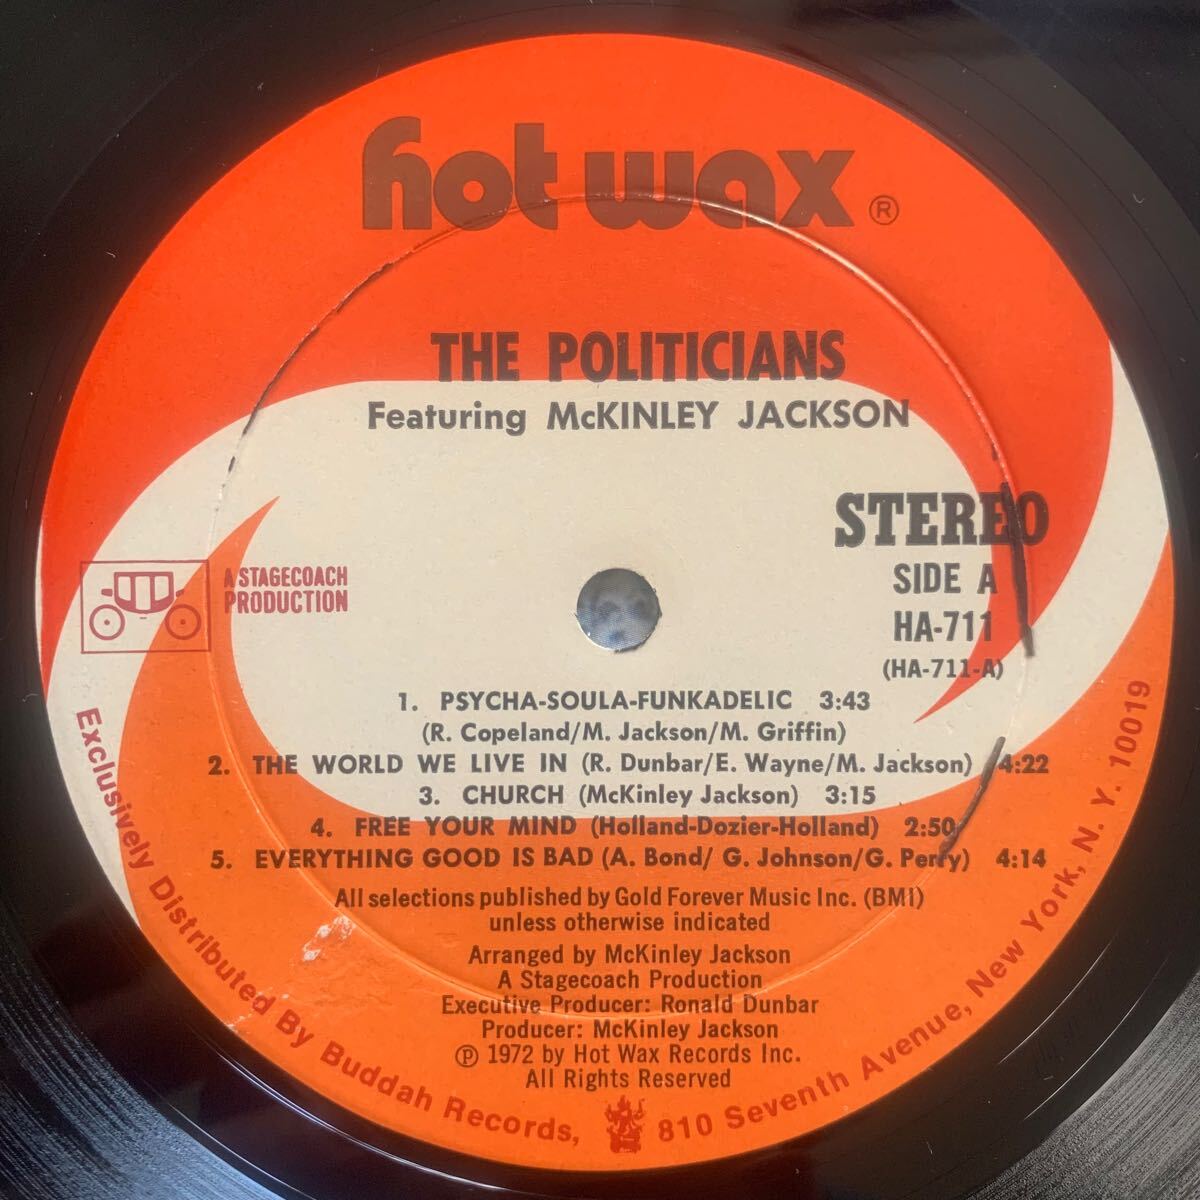 hot wax ®
THE POLITICIANS
Featuring McKINLEY JACKSON
STEREO
SIDE A
HA-711
(HA-711-A)
A STAGECOACH
PRODUCTION
1. PSYCHA-SOULA-FUNKADELIC 3:43
(R. Copeland/M. Jackson/M. Griffin)
2. THE WORLD WE LIVE IN (R. Dunbar/E. Wayne/M. Jackson) 4:22
3. CHURCH (McKinley Jackson) 3:15
4. FREE YOUR MIND (Holland-Dozier-Holland) 2:50
5. EVERYTHING GOOD IS BAD (A. Bond/ G. Johnson/G. Perry) 4:14
All selections published by Gold Forever Music Inc. (BMI)
unless otherwise indicated
Arranged by McKinley Jackson
A Stagecoach Production
Executive Producer: Ronald Dunbar
Producer: McKinley Jackson
℗ 1972 by Hot Wax Records Inc.
All Rights Reserved
Exclusively Distributed By Buddah Records, 810 Seventh Avenue, New York, N. Y. 10019